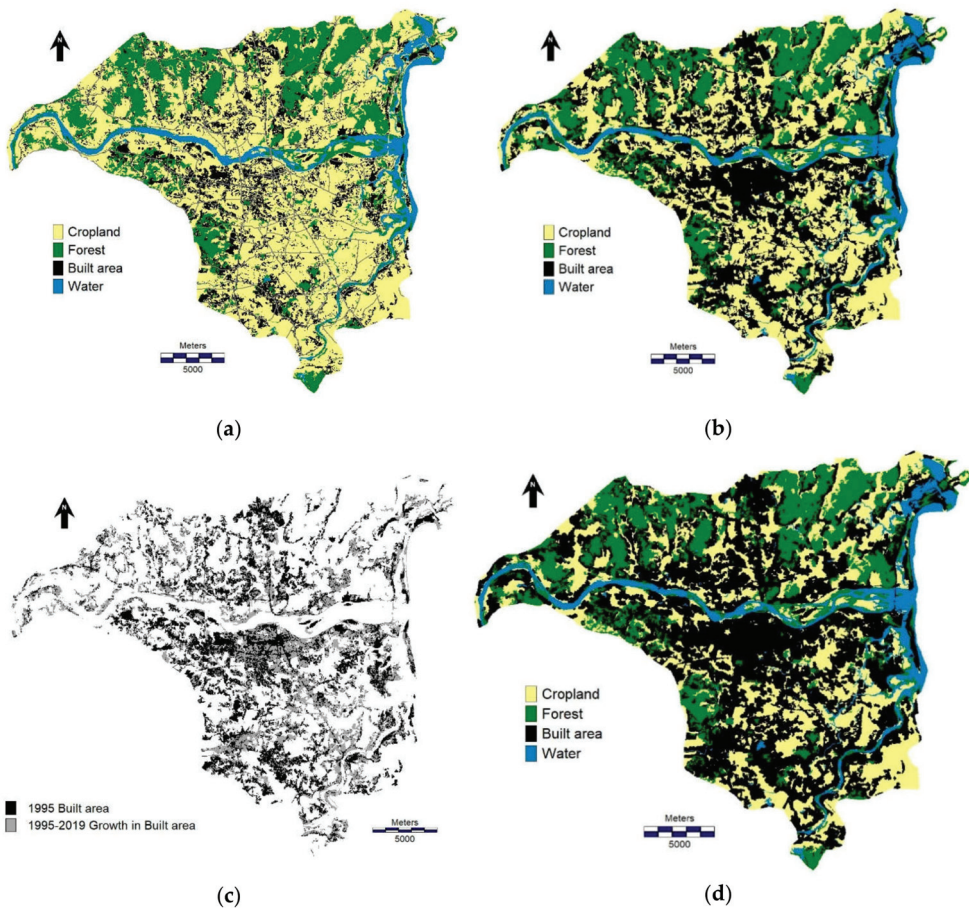 N
N
Cropland
Forest
Built area
Water
Cropland
Forest
Built area
Water
Meters
5000
Meters
5000
(a)
(b)
N
N
Cropland
Forest
Built area
Water
1995 Built area
1995-2019 Growth in Built area
Meters
5000
Meters
5000
(c)
(d)